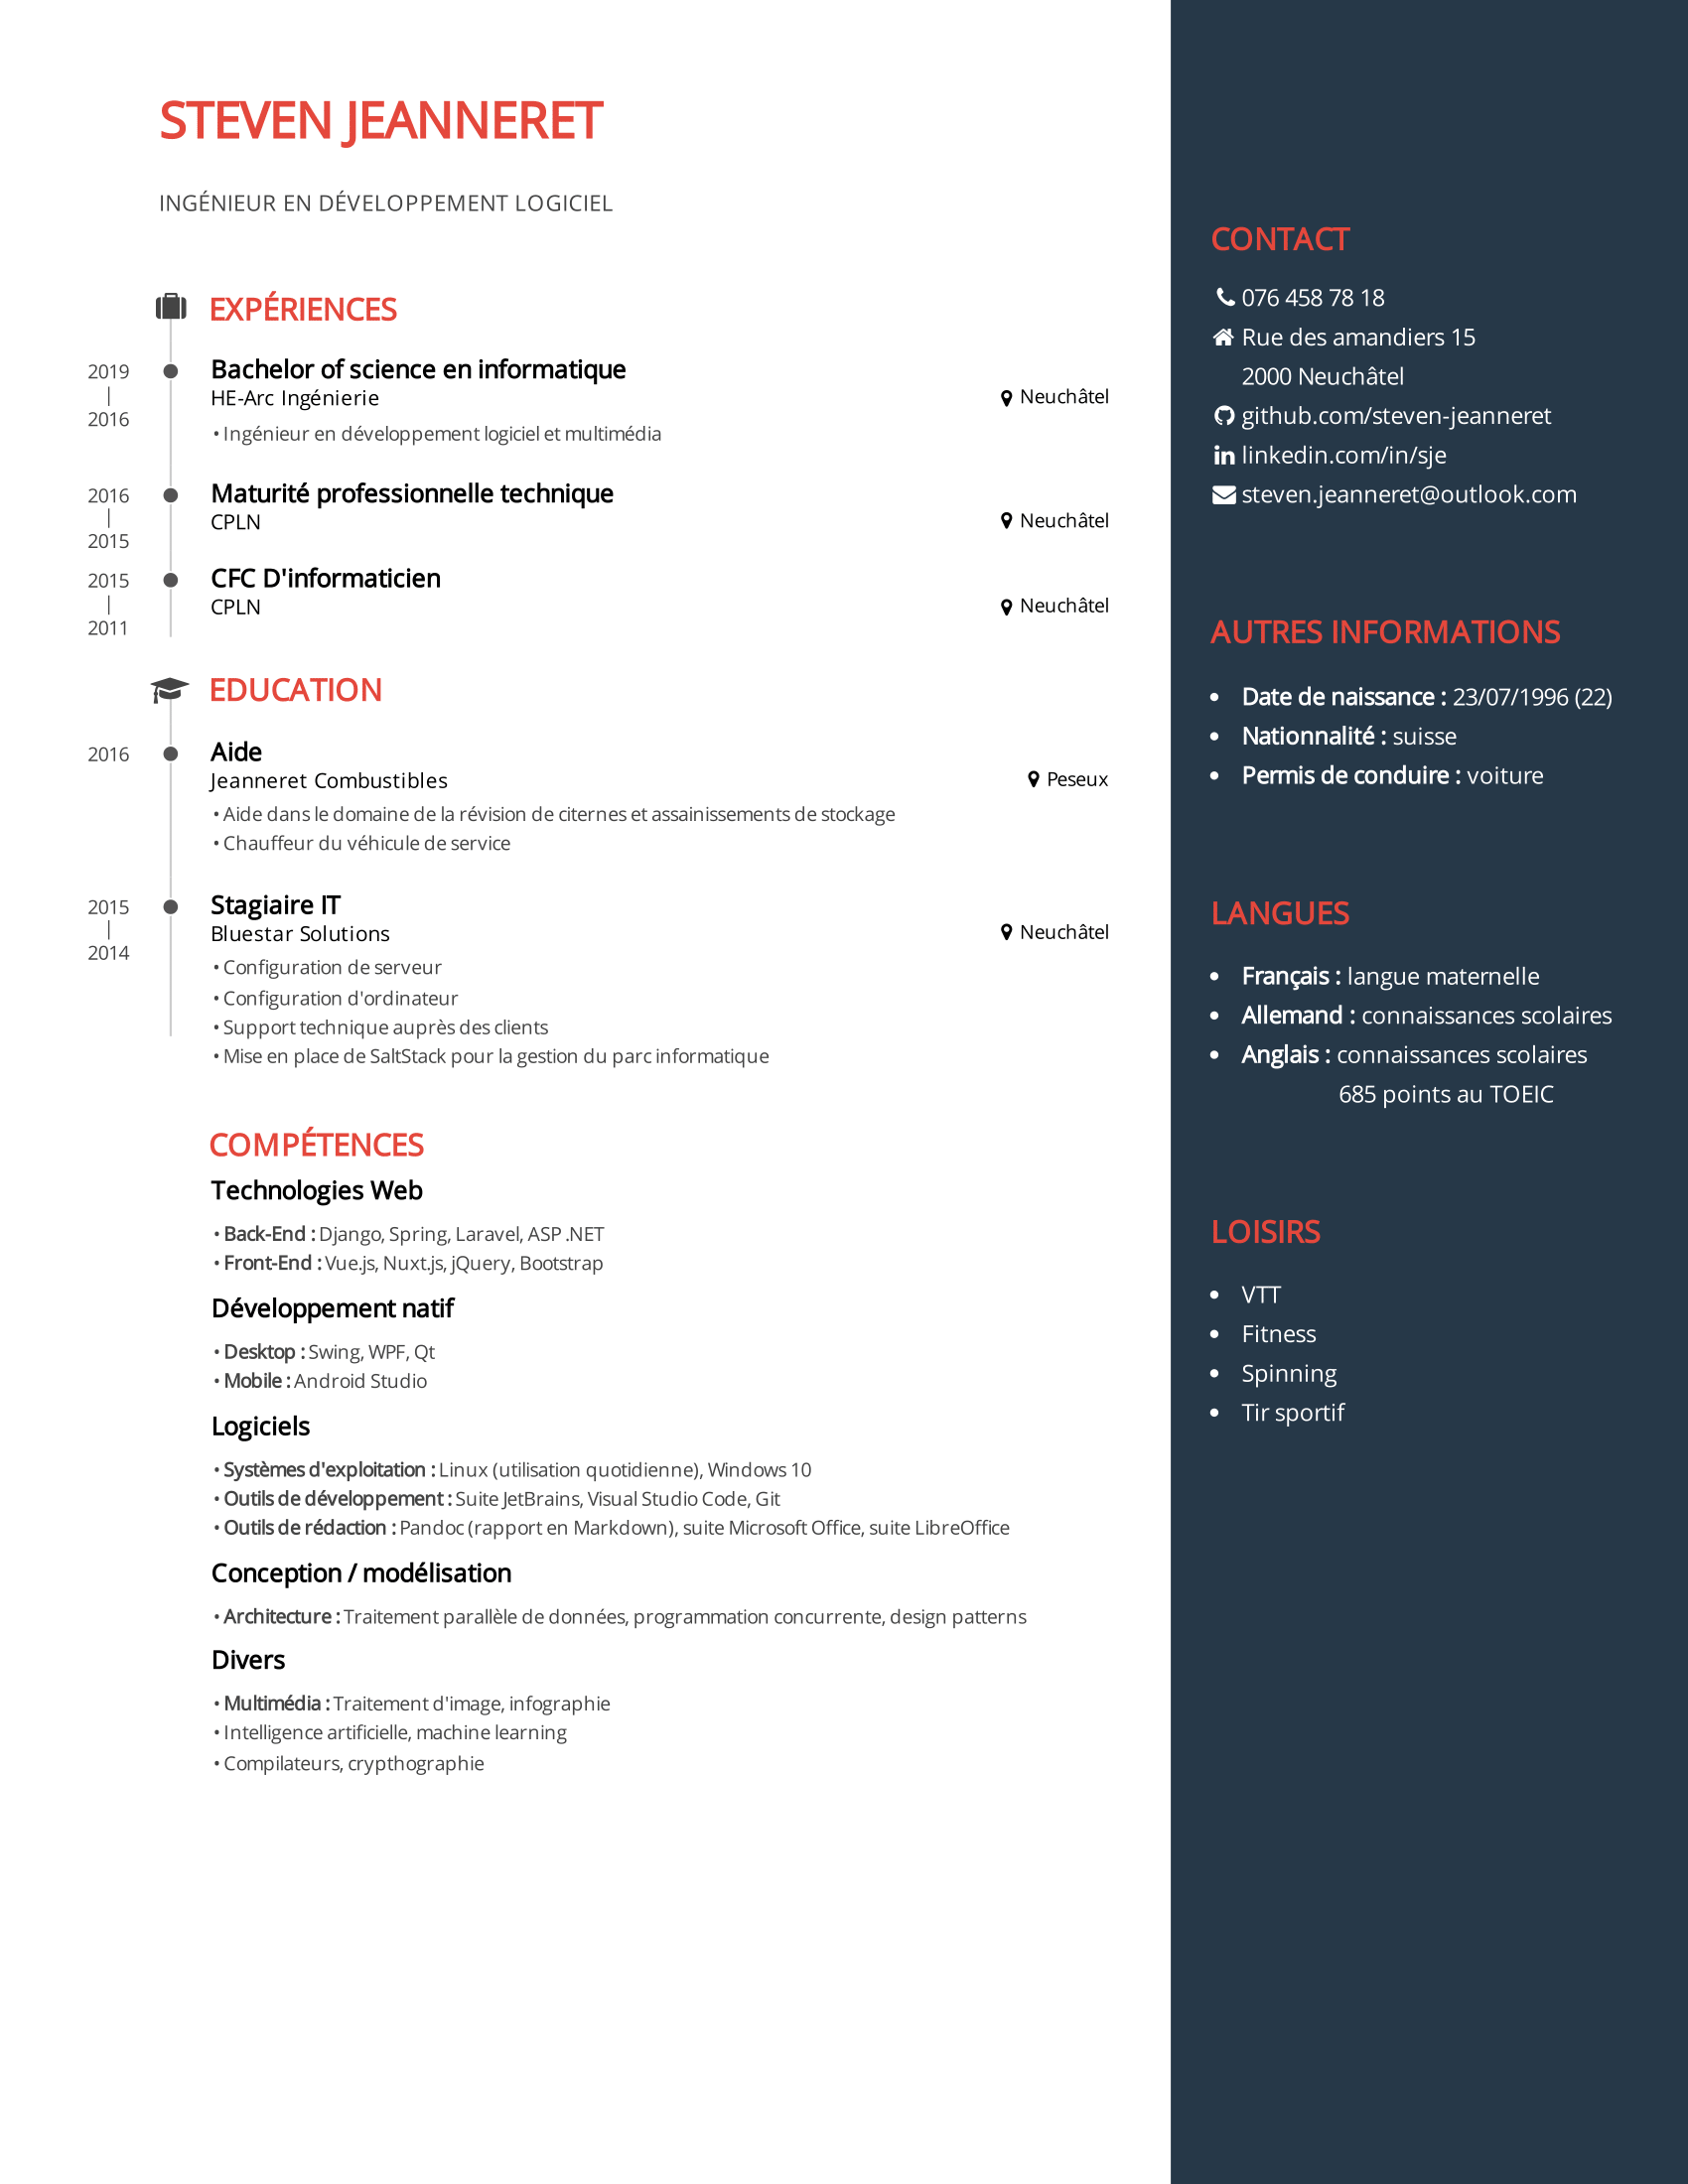 STEVEN JEANNERET
INGÉNIEUR EN DÉVELOPPEMENT LOGICIEL
EXPÉRIENCES
2019
2016
Bachelor of science en informatique
HE-Arc Ingénierie
Neuchâtel
• Ingénieur en développement logiciel et multimédia
2016
2015
Maturité professionnelle technique
CPLN
Neuchâtel
2015
2011
CFC D'informaticien
CPLN
Neuchâtel
EDUCATION
2016
Aide
Jeanneret Combustibles
Peseux
• Aide dans le domaine de la révision de citernes et assainissements de stockage
• Chauffeur du véhicule de service
2015
2014
Stagiaire IT
Bluestar Solutions
Neuchâtel
• Configuration de serveur
• Configuration d'ordinateur
• Support technique auprès des clients
• Mise en place de SaltStack pour la gestion du parc informatique
COMPÉTENCES
Technologies Web
• Back-End : Django, Spring, Laravel, ASP .NET
• Front-End : Vue.js, Nuxt.js, jQuery, Bootstrap
Développement natif
• Desktop : Swing, WPF, Qt
• Mobile : Android Studio
Logiciels
• Systèmes d'exploitation : Linux (utilisation quotidienne), Windows 10
• Outils de développement : Suite JetBrains, Visual Studio Code, Git
• Outils de rédaction : Pandoc (rapport en Markdown), suite Microsoft Office, suite LibreOffice
Conception / modélisation
• Architecture : Traitement parallèle de données, programmation concurrente, design patterns
Divers
• Multimédia : Traitement d'image, infographie
• Intelligence artificielle, machine learning
• Compilateurs, crypthographie
CONTACT
076 458 78 18
Rue des amandiers 15
2000 Neuchâtel
github.com/steven-jeanneret
linkedin.com/in/sje
steven.jeanneret@outlook.com
AUTRES INFORMATIONS
• Date de naissance : 23/07/1996 (22)
• Nationnalité : suisse
• Permis de conduire : voiture
LANGUES
• Français : langue maternelle
• Allemand : connaissances scolaires
• Anglais : connaissances scolaires
685 points au TOEIC
LOISIRS
• VTT
• Fitness
• Spinning
• Tir sportif